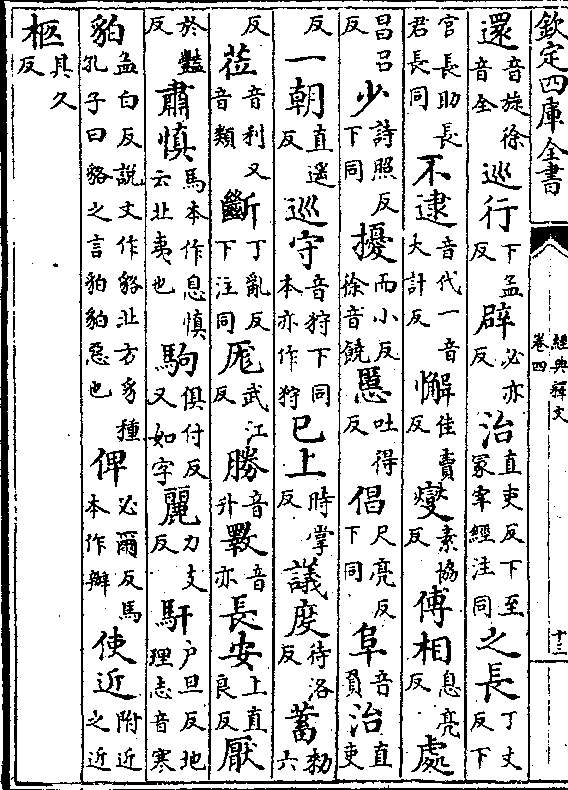 欽定四庫全書 經典釋文 卷四 十三
還音旋徐音全巡行下孟反辟必亦反治直吏反下至冢宰經注同之長丁丈反下
官長助長君長同不逮音代一音大計反懈佳賣反燮素協反傅相息亮反處
昌呂反少詩照反下同擾而小反徐音饒慝吐得反倡尺亮反下同阜音負治直吏
反一朝直遥反巡守音狩下同本亦作狩已上時掌反議度待洛反蓄勑六
反莅音利又音類斷丁亂反下注同厖武江反勝音升斁音亦長安上直良反厭
於豔反肅慎馬本作息慎云北夷也駒俱付反又如字麗力支反馯户旦反地理志音寒
豹孟白反說文作貉北方豸種孔子曰貉之言豹豹惡也俾必爾反馬本作辦使近附近之近
柩其久反